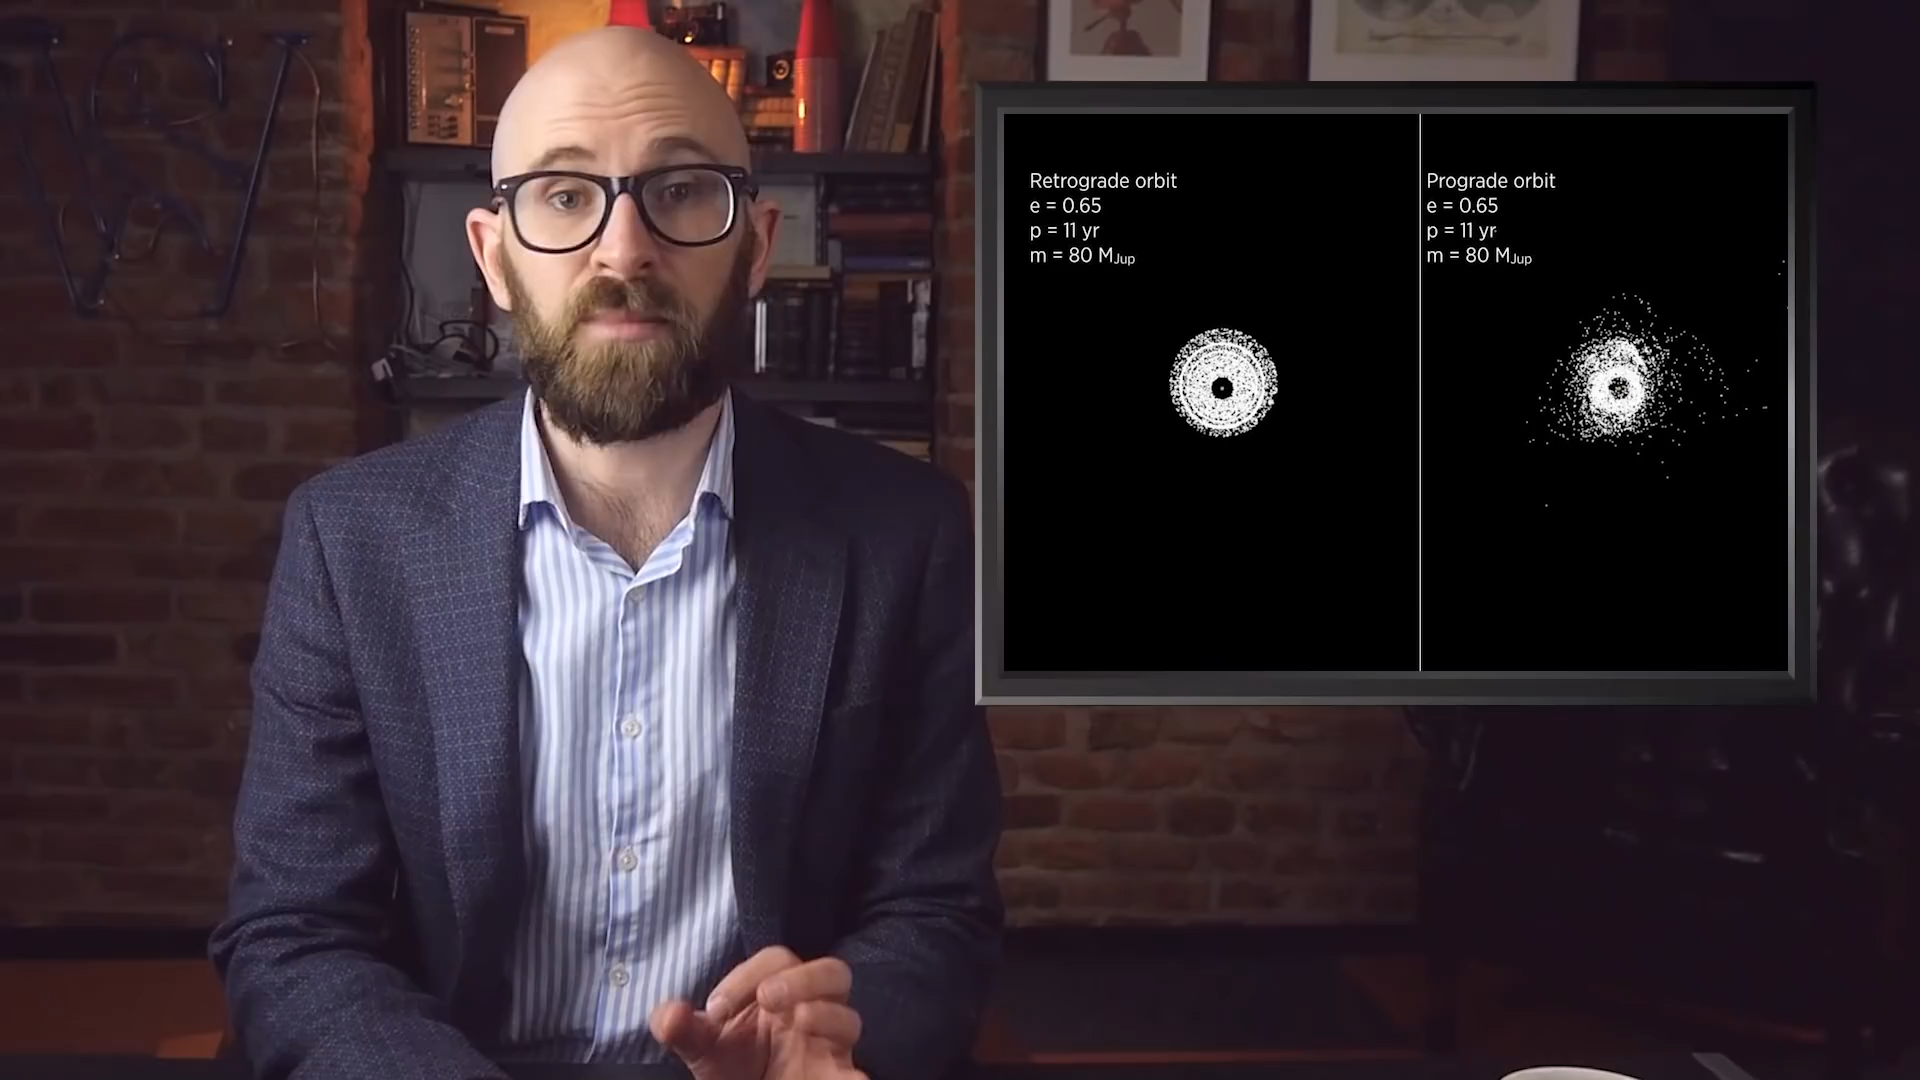 Retrograde orbit
e = 0.65
p = 11 yr
m = 80 MJup
Prograde orbit
e = 0.65
p = 11 yr
m = 80 MJup